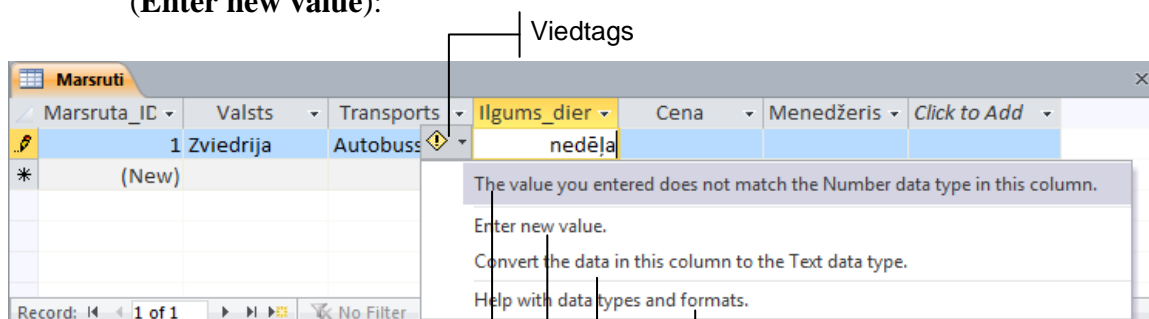 (Enter new value):
Viedtags
Marsruti
Marsruta_ID Valsts Transports Ilgums_dier Cena Menedžeris Click to Add
1 Zviedrija Autobuss nedēļa
(New)
The value you entered does not match the Number data type in this column.
Enter new value.
Convert the data in this column to the Text data type.
Help with data types and formats.
Record: 1 of 1 No Filter